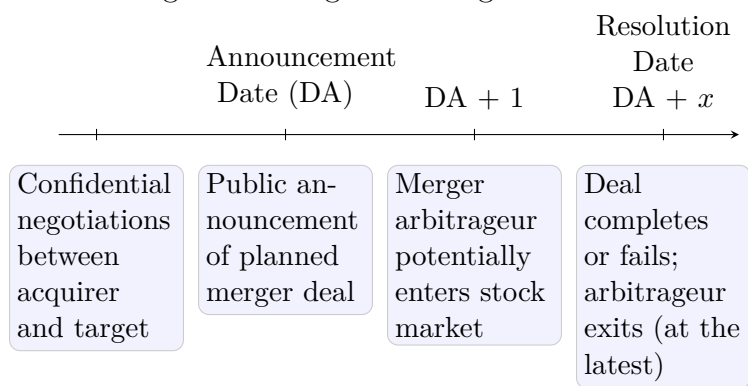 Announcement
Date (DA)
DA + 1
Resolution
Date
DA + x
Confidential
negotiations
between
acquirer
and target
Public an-
nouncement
of planned
merger deal
Merger
arbitrageur
potentially
enters stock
market
Deal
completes
or fails;
arbitrageur
exits (at the
latest)